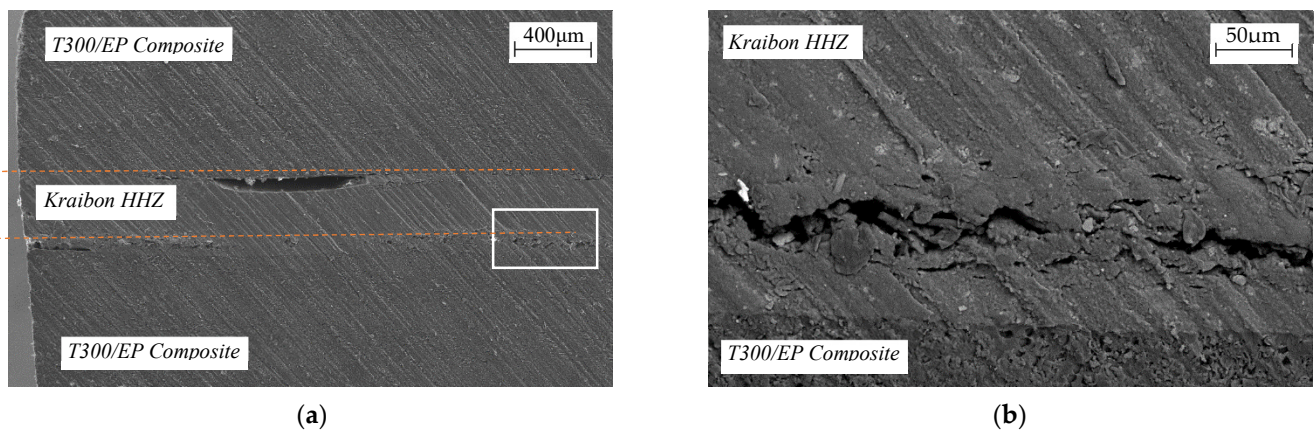 T300/EP Composite
400μm
Kraibon HHZ
T300/EP Composite
(a)
Kraibon HHZ
50μm
T300/EP Composite
(b)